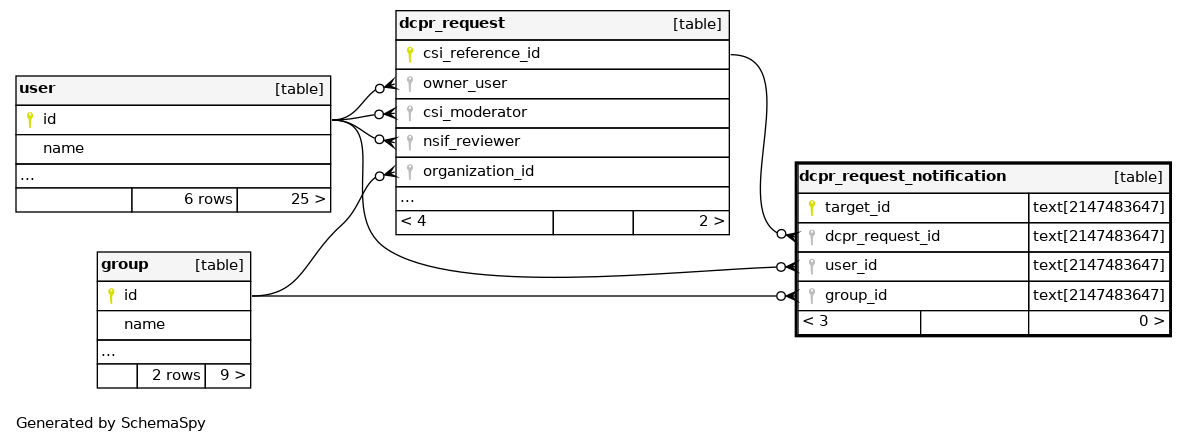 dcpr_request [table]
csi_reference_id
owner_user
csi_moderator
nsif_reviewer
organization_id
...
< 4 2 >
user [table]
id
name
...
6 rows 25 >
dcpr_request_notification [table]
target_id text[2147483647]
dcpr_request_id text[2147483647]
user_id text[2147483647]
group_id text[2147483647]
< 3 0 >
group [table]
id
name
...
2 rows 9 >
Generated by SchemaSpy